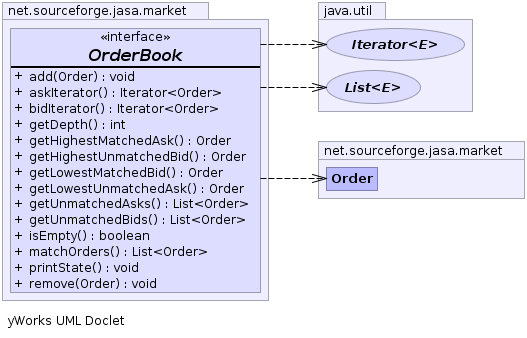 net.sourceforge.jasa.market
«interface»
OrderBook
+ add(Order) : void
+ askIterator() : Iterator<Order>
+ bidIterator() : Iterator<Order>
+ getDepth() : int
+ getHighestMatchedAsk() : Order
+ getHighestUnmatchedBid() : Order
+ getLowestMatchedBid() : Order
+ getLowestUnmatchedAsk() : Order
+ getUnmatchedAsks() : List<Order>
+ getUnmatchedBids() : List<Order>
+ isEmpty() : boolean
+ matchOrders() : List<Order>
+ printState() : void
+ remove(Order) : void
java.util
Iterator<E>
List<E>
net.sourceforge.jasa.market
Order
yWorks UML Doclet